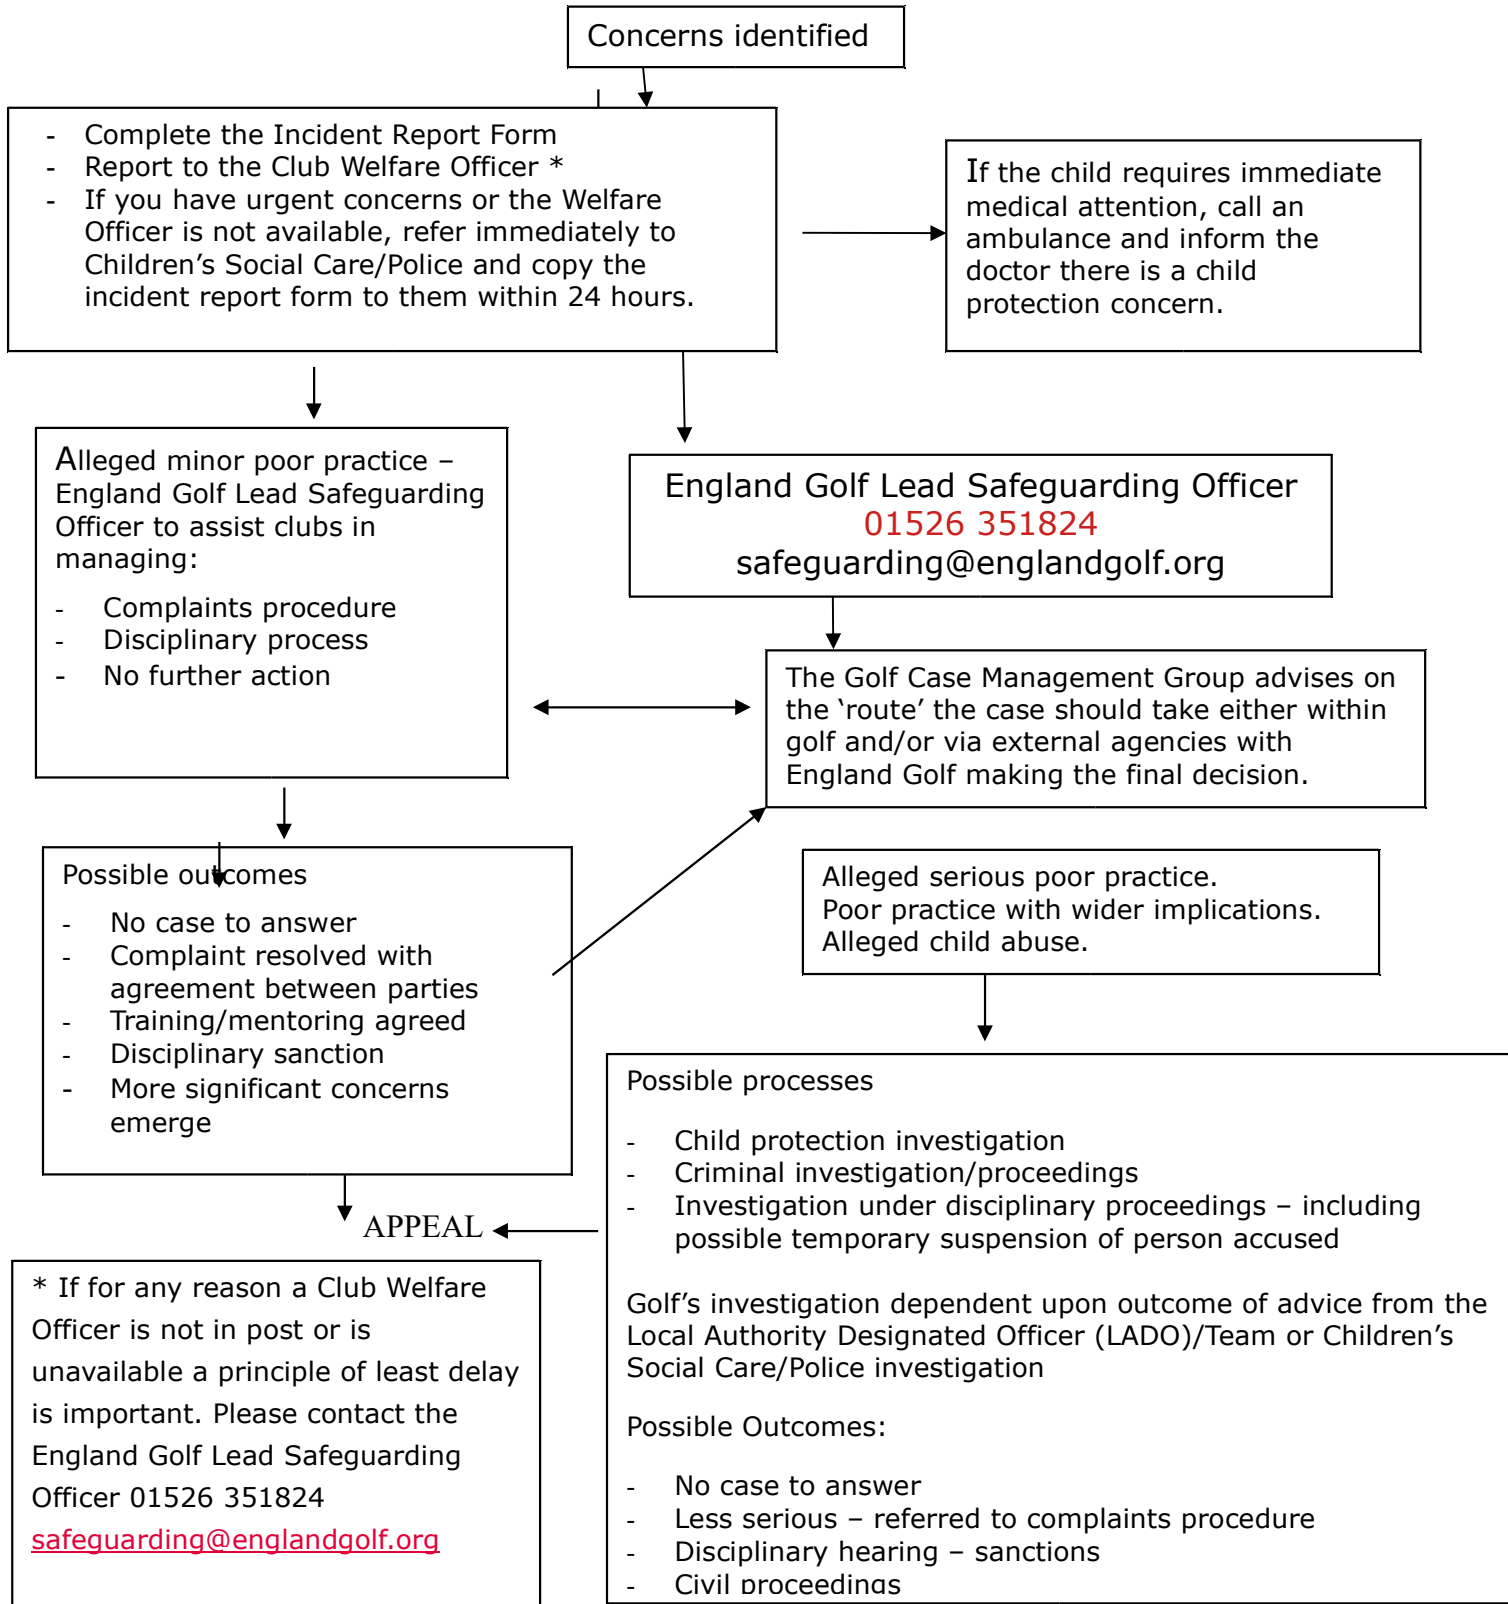 Concerns identified
- Complete the Incident Report Form
- Report to the Club Welfare Officer *
- If you have urgent concerns or the Welfare
Officer is not available, refer immediately to
Children’s Social Care/Police and copy the
incident report form to them within 24 hours.
If the child requires immediate
medical attention, call an
ambulance and inform the
doctor there is a child
protection concern.
Alleged minor poor practice –
England Golf Lead Safeguarding
Officer to assist clubs in
managing:
- Complaints procedure
- Disciplinary process
- No further action
England Golf Lead Safeguarding Officer
01526 351824
safeguarding@englandgolf.org
The Golf Case Management Group advises on
the ‘route’ the case should take either within
golf and/or via external agencies with
England Golf making the final decision.
Possible outcomes
- No case to answer
- Complaint resolved with
agreement between parties
- Training/mentoring agreed
- Disciplinary sanction
- More significant concerns
emerge
Alleged serious poor practice.
Poor practice with wider implications.
Alleged child abuse.
Possible processes
- Child protection investigation
- Criminal investigation/proceedings
- Investigation under disciplinary proceedings – including
possible temporary suspension of person accused
Golf’s investigation dependent upon outcome of advice from the
Local Authority Designated Officer (LADO)/Team or Children’s
Social Care/Police investigation
Possible Outcomes:
- No case to answer
- Less serious – referred to complaints procedure
- Disciplinary hearing – sanctions
- Civil proceedings
APPEAL
* If for any reason a Club Welfare
Officer is not in post or is
unavailable a principle of least delay
is important. Please contact the
England Golf Lead Safeguarding
Officer 01526 351824
safeguarding@englandgolf.org